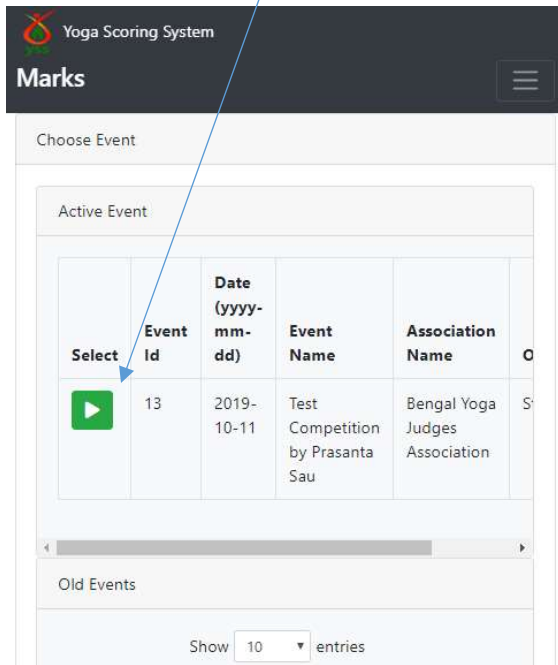 Yoga Scoring System
yss
Marks
Choose Event
Active Event
Select Event Id Date (yyyy-mm-dd) Event Name Association Name O
13 2019-10-11 Test Competition by Prasanta Sau Bengal Yoga Judges Association
Old Events
Show 10 entries